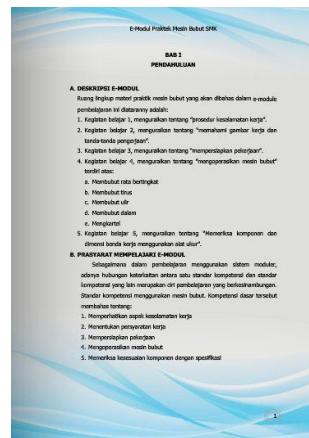 E-Modul Praktek Mesin Bubut SMK
BAB I
PENDAHULUAN
A. DESKRIPSI E-MODUL
Ruang lingkup materi praktik mesin bubut yang akan dibahas dalam e-module
pembelajaran ini diataranny adalah:
1. Kegiatan belajar 1, menguraikan tentang "prosedur keselamatan kerja".
2. Kegiatan belajar 2, menguraikan tentang "memahami gambar kerja dan
tanda-tanda pengerjaan".
3. Kegiatan belajar 3, menguraikan tentang "mempersiapkan pekerjaan".
4. Kegiatan belajar 4, menguraikan tentang "mengoperasikan mesin bubut"
terdiri atas:
a. Membubut rata bertingkat
b. Membubut tirus
c. Membubut ulir
d. Membubut dalam
e. Mengkartel
5. Kegiatan belajar 5, menguraikan tentang "Memeriksa komponen dan
dimensi benda kerja menggunakan alat ukur".
B. PRASYARAT MEMPELAJARI E-MODUL
Sebagaimana dalam pembelajaran menggunakan sistem moduler,
adanya hubungan keterkaitan antara satu standar kompetensi dan standar
kompetensi yang lain merupakan ciri pembelajaran yang berkesinambungan.
Standar kompetensi menggunakan mesin bubut. Kompetensi dasar tersebut
membahas tentang:
1. Memperhatikan aspek keselamatan kerja
2. Menentukan persyaratan kerja
3. Mempersiapkan pekerjaan
4. Mengoperasikan mesin bubut
5. Memeriksa kesesuaian komponen dengan spesifikasi
1